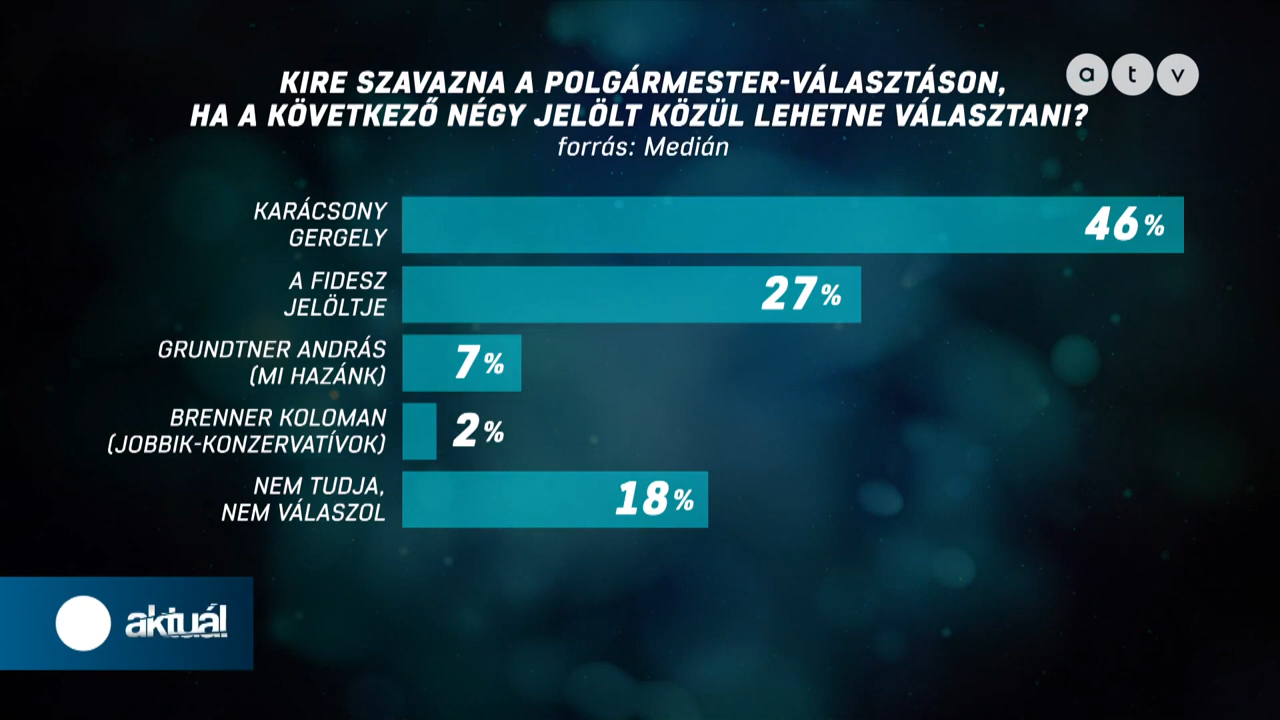 atv
KIRE SZAVAZNA A POLGÁRMESTER-VÁLASZTÁSON,
HA A KÖVETKEZŐ NÉGY JELÖLT KÖZÜL LEHETNE VÁLASZTANI?
forrás: Medián
KARÁCSONY
GERGELY
46%
A FIDESZ
JELÖLTJE
27%
GRUNDTNER ANDRÁS
(MI HAZÁNK)
7%
BRENNER KOLOMAN
(JOBBIK-KONZERVATÍVOK)
2%
NEM TUDJA,
NEM VÁLASZOL
18%
aktuál